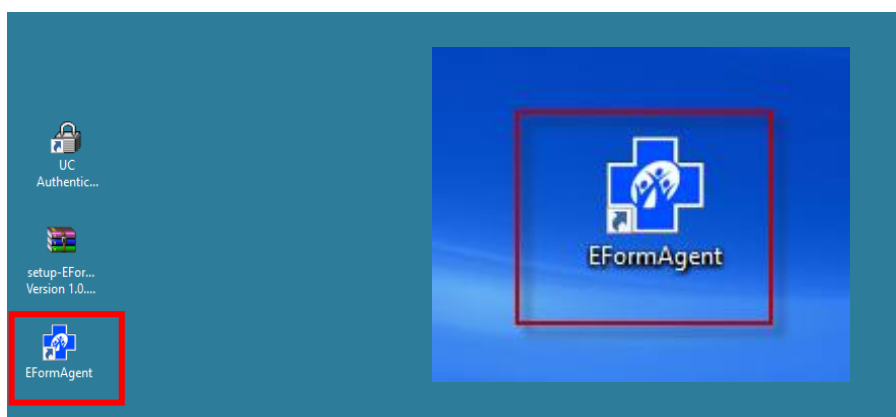 UC
Authentic...
setup-EFor...
Version 1.0....
EFormAgent
EFormAgent